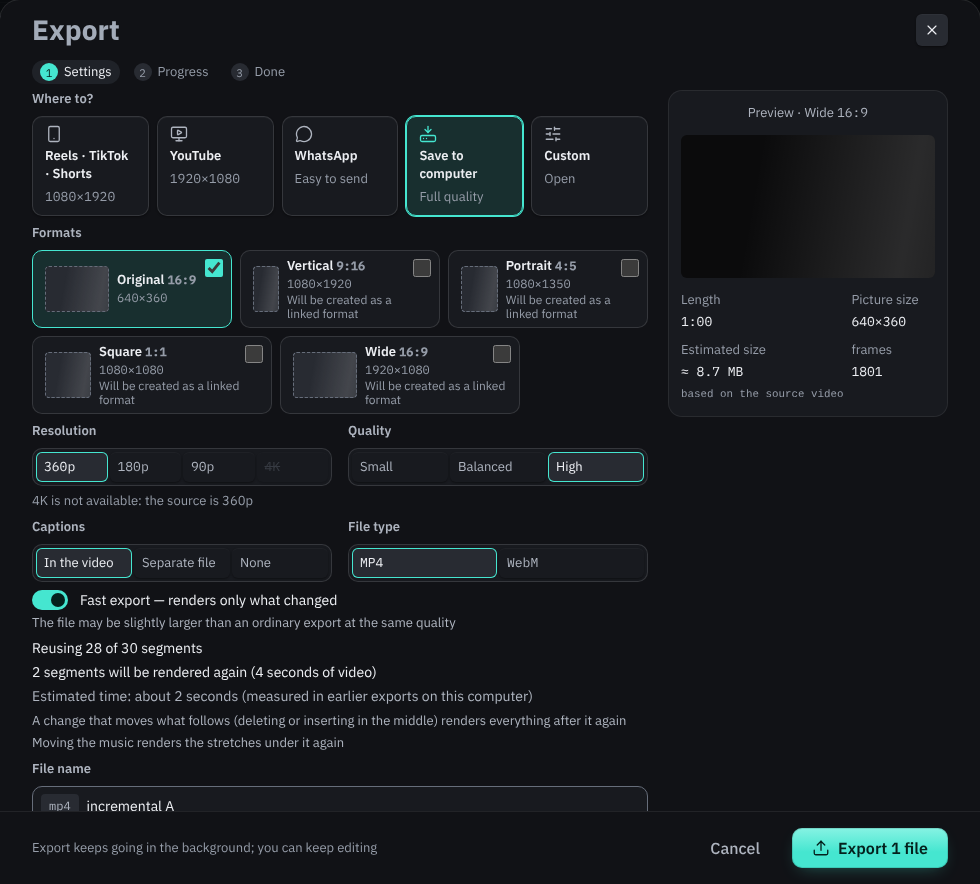 Export
1 Settings 2 Progress 3 Done
Where to?
Reels · TikTok
· Shorts
1080×1920
YouTube
1920×1080
WhatsApp
Easy to send
Save to
computer
Full quality
Custom
Open
Formats
Original 16:9
640×360
Vertical 9:16
1080×1920
Will be created as a
linked format
Portrait 4:5
1080×1350
Will be created as a
linked format
Square 1:1
1080×1080
Will be created as a linked
format
Wide 16:9
1920×1080
Will be created as a linked
format
Resolution
360p 180p 90p 4K
4K is not available: the source is 360p
Quality
Small Balanced High
Captions
In the video Separate file None
File type
MP4 WebM
Fast export — renders only what changed
The file may be slightly larger than an ordinary export at the same quality
Reusing 28 of 30 segments
2 segments will be rendered again (4 seconds of video)
Estimated time: about 2 seconds (measured in earlier exports on this computer)
A change that moves what follows (deleting or inserting in the middle) renders everything after it again
Moving the music renders the stretches under it again
File name
mp4 incremental A
Preview · Wide 16:9
Length
1:00
Picture size
640×360
Estimated size
≈ 8.7 MB
frames
1801
based on the source video
Export keeps going in the background; you can keep editing
Cancel
Export 1 file